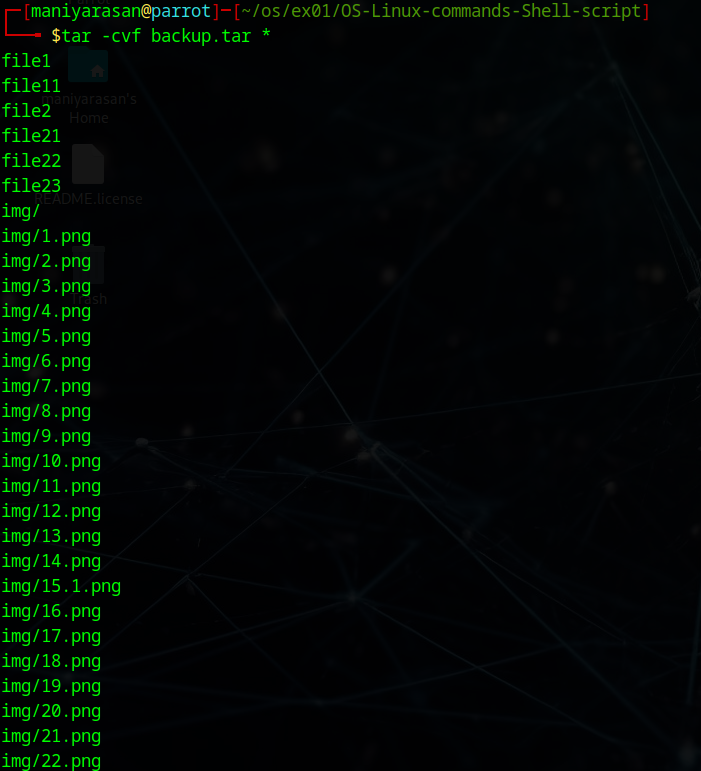 ┌─[maniyarasan@parrot]─[~/os/ex01/OS-Linux-commands-Shell-script]
└──╼ $tar -cvf backup.tar *
file1
file11
maniyarasan's
Home
file2
file21
file22
file23
README.license
img/
img/1.png
img/2.png
img/3.png
Trash
img/4.png
img/5.png
img/6.png
img/7.png
img/8.png
img/9.png
img/10.png
img/11.png
img/12.png
img/13.png
img/14.png
img/15.1.png
img/16.png
img/17.png
img/18.png
img/19.png
img/20.png
img/21.png
img/22.png